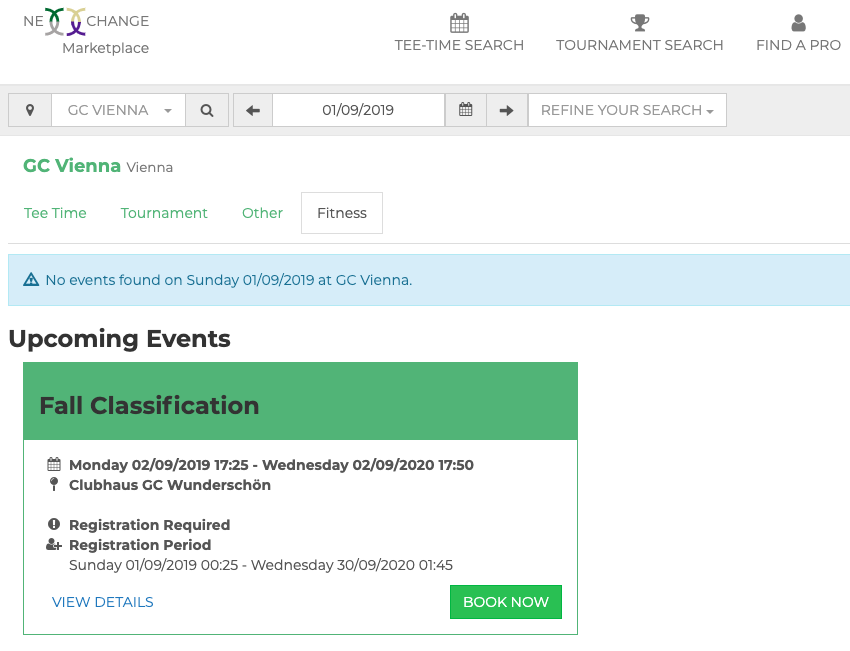 NE CHANGE
Marketplace
TEE-TIME SEARCH
TOURNAMENT SEARCH
FIND A PRO
GC VIENNA
01/09/2019
REFINE YOUR SEARCH
GC Vienna Vienna
Tee Time
Tournament
Other
Fitness
No events found on Sunday 01/09/2019 at GC Vienna.
Upcoming Events
Fall Classification
Monday 02/09/2019 17:25 - Wednesday 02/09/2020 17:50
Clubhaus GC Wunderschön
Registration Required
Registration Period
Sunday 01/09/2019 00:25 - Wednesday 30/09/2020 01:45
VIEW DETAILS
BOOK NOW